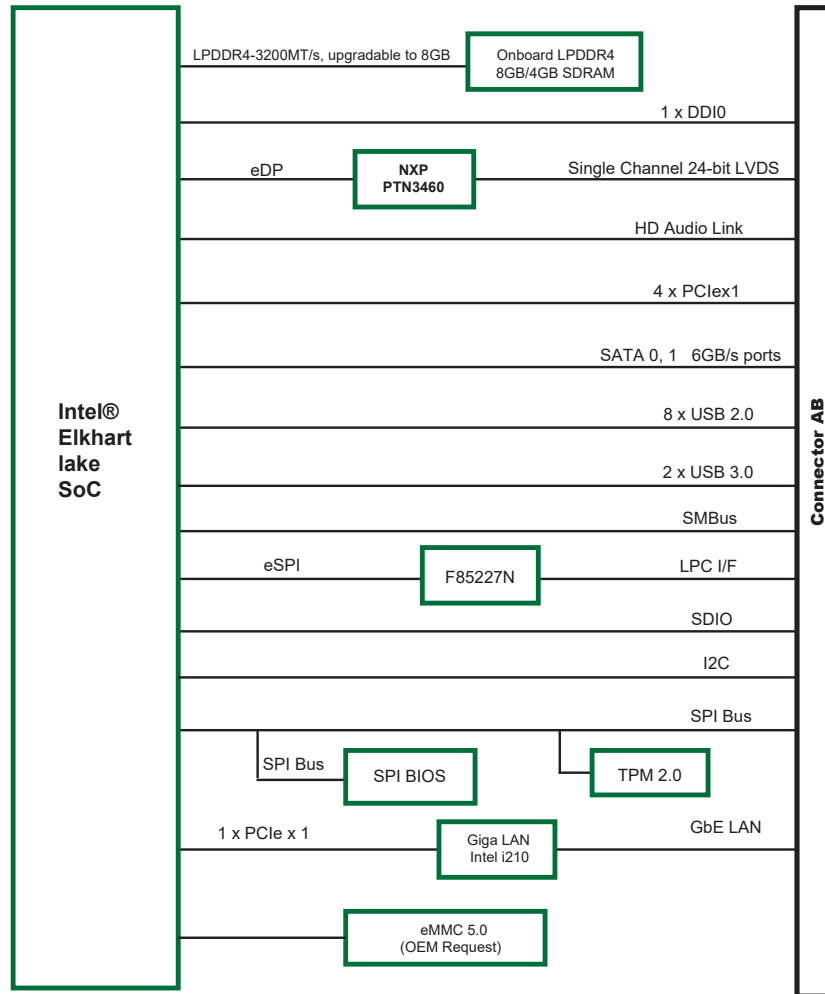 LPDDR4-3200MT/s, upgradable to 8GB
Onboard LPDDR4
8GB/4GB SDRAM
1 x DDI0
eDP
NXP
PTN3460
Single Channel 24-bit LVDS
HD Audio Link
4 x PCIex1
SATA 0, 1 6GB/s ports
Intel®
Elkhart
lake
SoC
8 x USB 2.0
Connector AB
2 x USB 3.0
SMBus
eSPI
F85227N
LPC I/F
SDIO
I2C
SPI Bus
SPI Bus
SPI BIOS
TPM 2.0
1 x PCIe x 1
Giga LAN
Intel i210
GbE LAN
eMMC 5.0
(OEM Request)